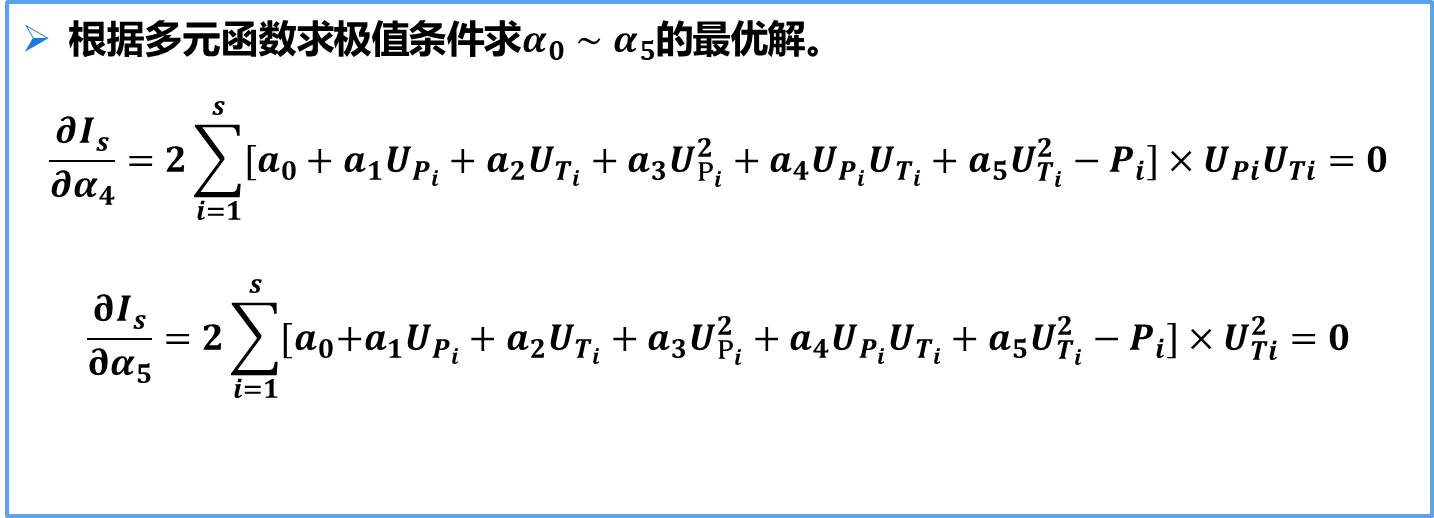 ➢ 根据多元函数求极值条件求α₀ ~ α₅的最优解。
∂Iₛ/∂α₄ = 2 ∑_{i=1}^{s} [a₀ + a₁U_{P_i} + a₂U_{T_i} + a₃U²_{P_i} + a₄U_{P_i}U_{T_i} + a₅U²_{T_i} − P_i] × U_{Pi}U_{Ti} = 0
∂Iₛ/∂α₅ = 2 ∑_{i=1}^{s} [a₀+a₁U_{P_i} + a₂U_{T_i} + a₃U²_{P_i} + a₄U_{P_i}U_{T_i} + a₅U²_{T_i} − P_i] × U²_{Ti} = 0